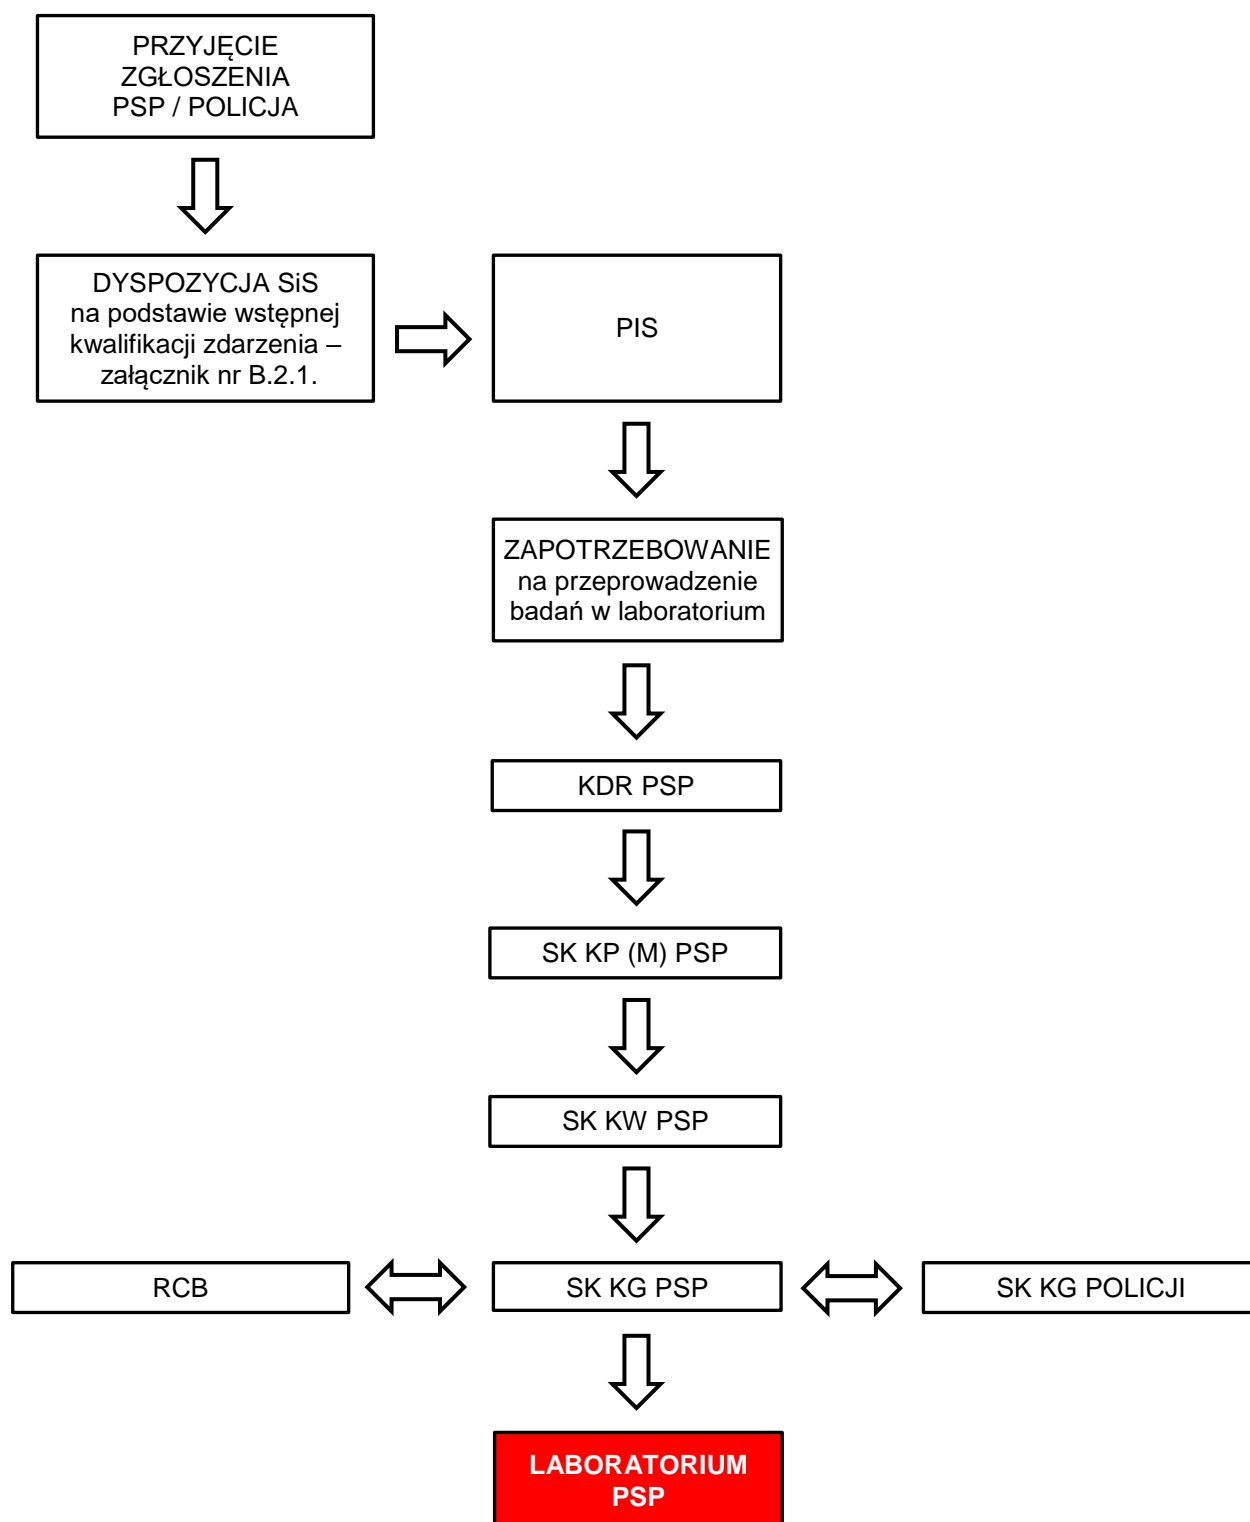 PRZYJĘCIE
ZGŁOSZENIA
PSP / POLICJA
DYSPOZYCJA SiS
na podstawie wstępnej
kwalifikacji zdarzenia –
załącznik nr B.2.1.
PIS
ZAPOTRZEBOWANIE
na przeprowadzenie
badań w laboratorium
KDR PSP
SK KP (M) PSP
SK KW PSP
RCB
SK KG PSP
SK KG POLICJI
LABORATORIUM
PSP